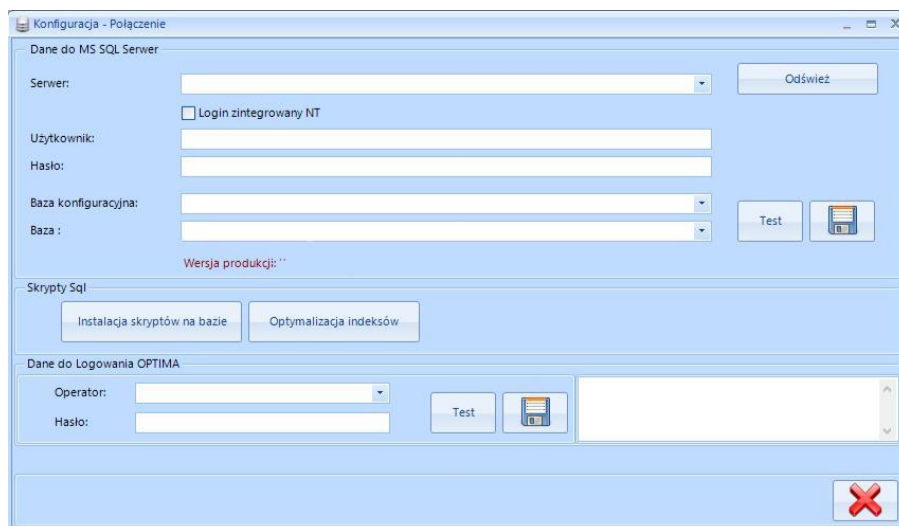 Konfiguracja - Połączenie
Dane do MS SQL Serwer
Serwer:
Odśwież
Login zintegrowany NT
Użytkownik:
Hasło:
Baza konfiguracyjna:
Baza :
Test
Wersja produkcji: ''
Skrypty Sql
Instalacja skryptów na bazie
Optymalizacja indeksów
Dane do Logowania OPTIMA
Operator:
Hasło:
Test